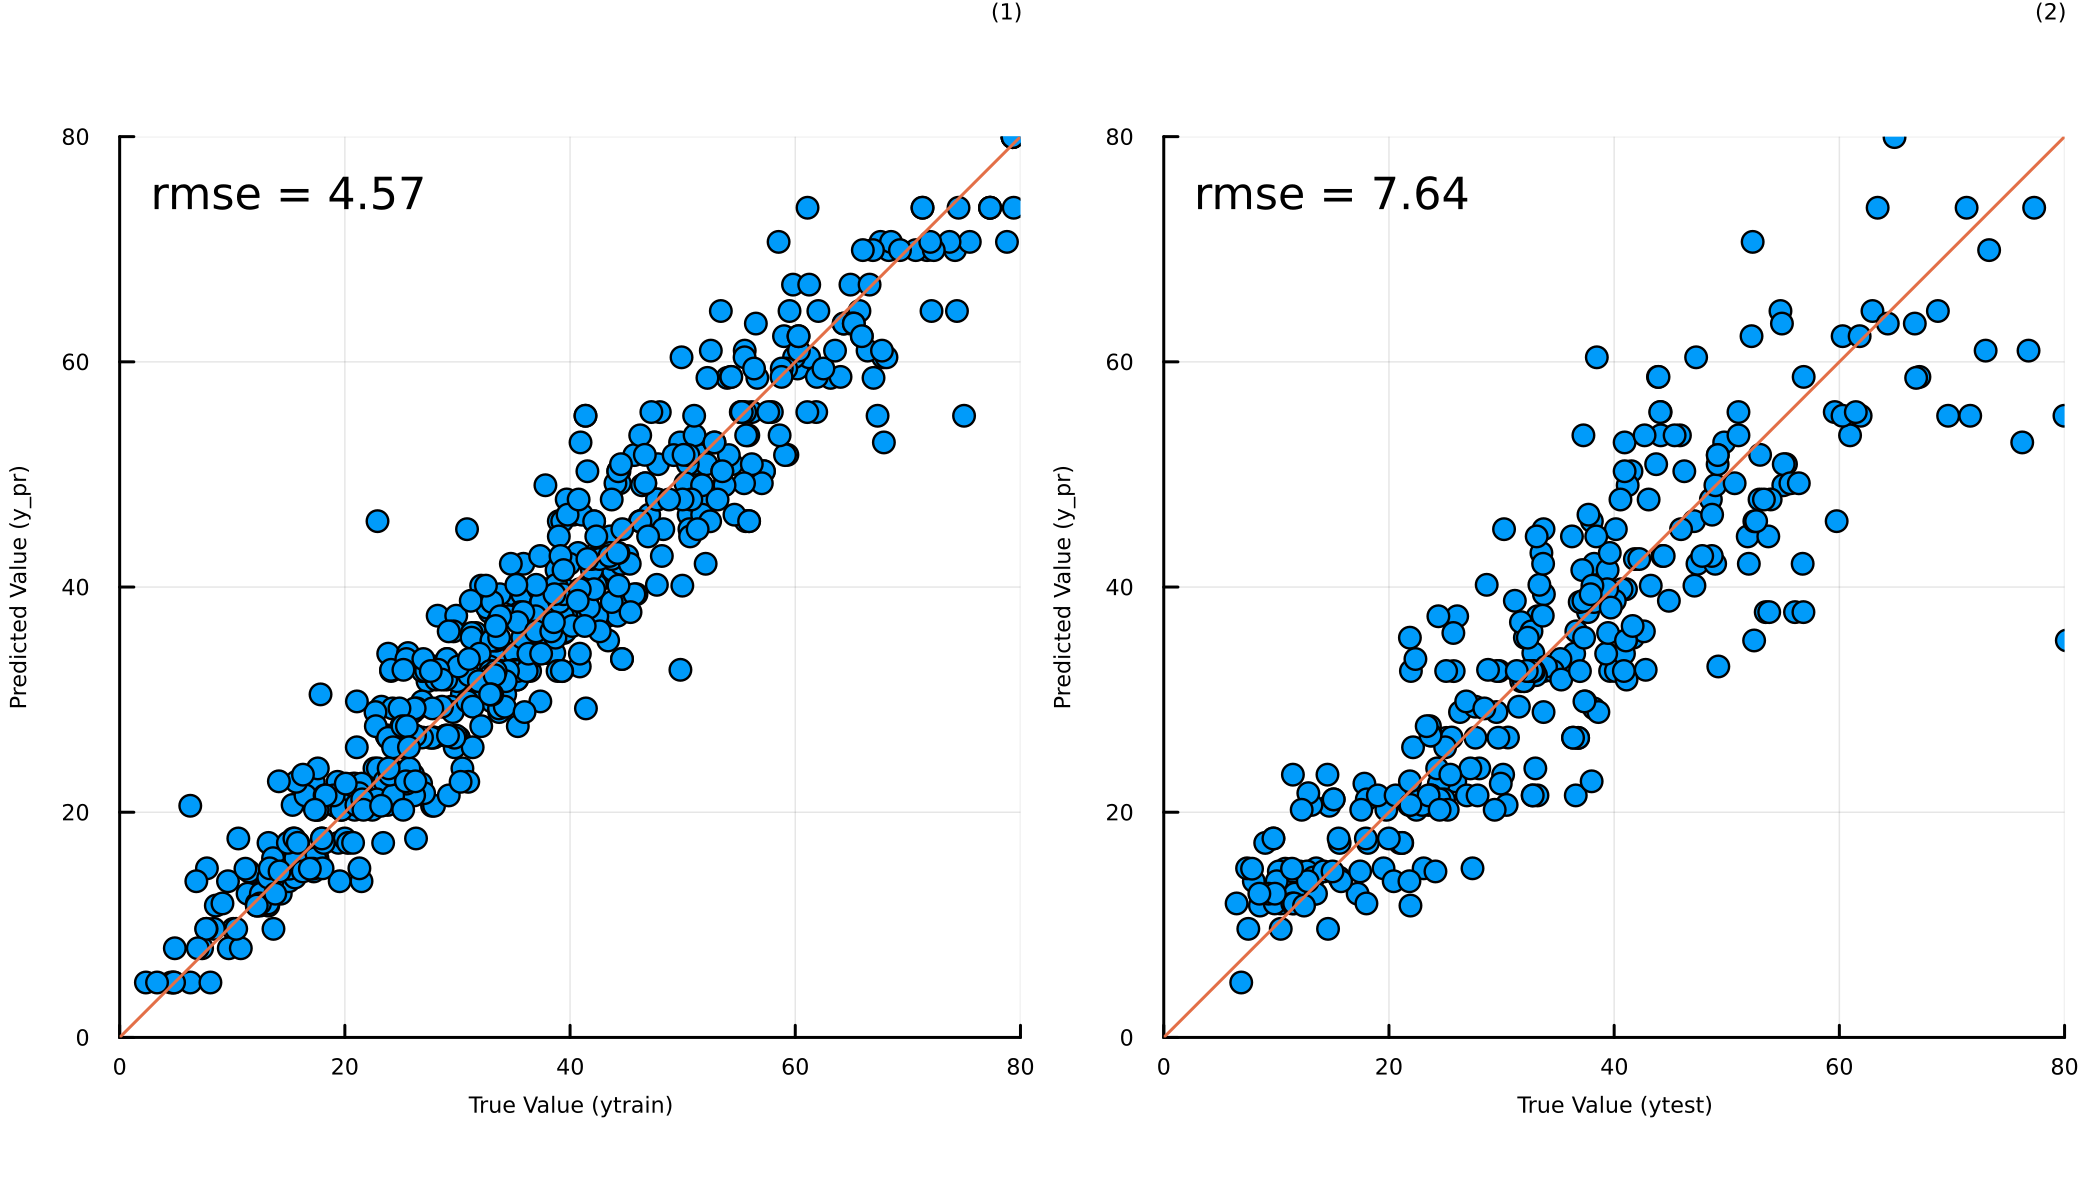 (1)
rmse = 4.57
80
60
40
20
0
0 20 40 60 80
Predicted Value (y_pr)
True Value (ytrain)
(2)
rmse = 7.64
80
60
40
20
0
0 20 40 60 80
Predicted Value (y_pr)
True Value (ytest)